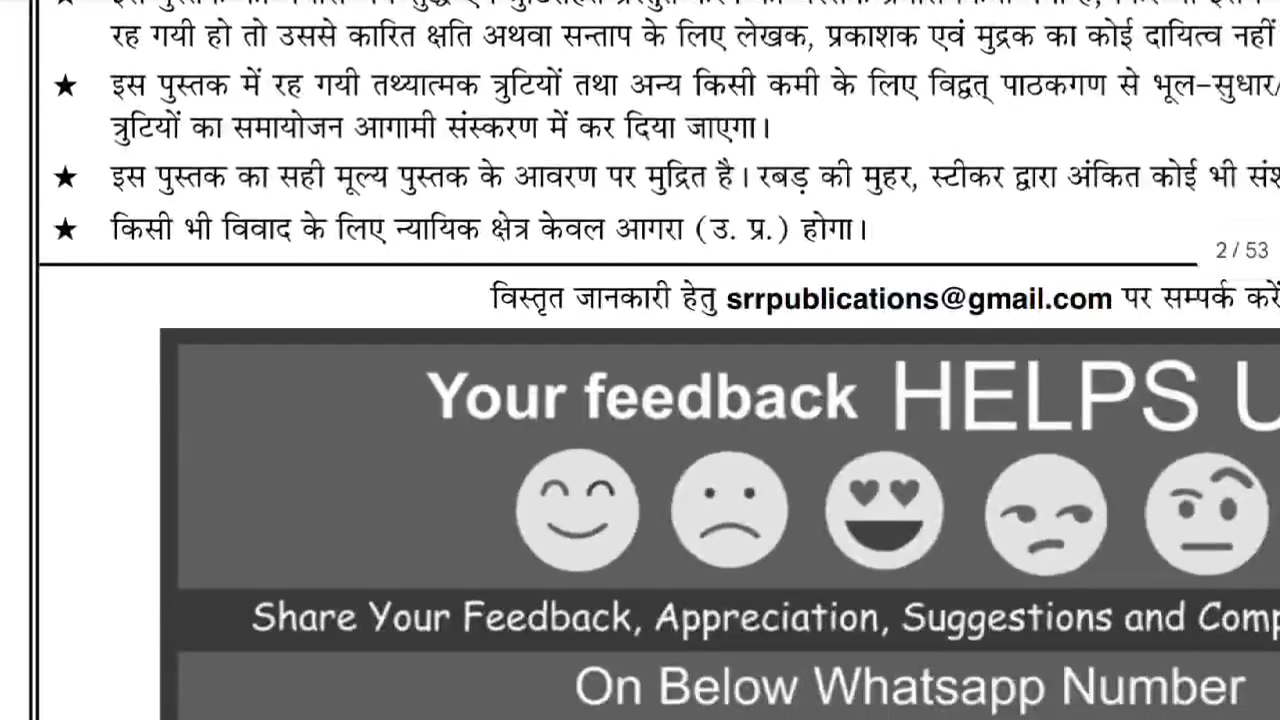 रह गयी हो तो उससे कारित क्षति अथवा सन्ताप के लिए लेखक, प्रकाशक एवं मुद्रक का कोई दायित्व नहीं
★ इस पुस्तक में रह गयी तथ्यात्मक त्रुटियों तथा अन्य किसी कमी के लिए विद्वत् पाठकगण से भूल-सुधार/
त्रुटियों का समायोजन आगामी संस्करण में कर दिया जाएगा।
★ इस पुस्तक का सही मूल्य पुस्तक के आवरण पर मुद्रित है। रबड़ की मुहर, स्टीकर द्वारा अंकित कोई भी
★ किसी भी विवाद के लिए न्यायिक क्षेत्र केवल आगरा (उ. प्र.) होगा।
2 / 53
विस्तृत जानकारी हेतु srrpublications@gmail.com पर सम्पर्क करें
Your feedback HELPS U
Share Your Feedback, Appreciation, Suggestions and Comp
On Below Whatsapp Number